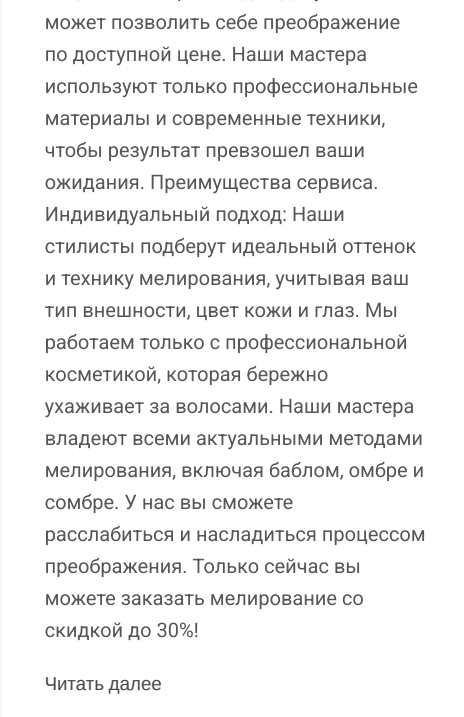 может позволить себе преображение
по доступной цене. Наши мастера
используют только профессиональные
материалы и современные техники,
чтобы результат превзошел ваши
ожидания. Преимущества сервиса.
Индивидуальный подход: Наши
стилисты подберут идеальный оттенок
и технику мелирования, учитывая ваш
тип внешности, цвет кожи и глаз. Мы
работаем только с профессиональной
косметикой, которая бережно
ухаживает за волосами. Наши мастера
владеют всеми актуальными методами
мелирования, включая баблом, омбре и
сомбре. У нас вы сможете
расслабиться и насладиться процессом
преображения. Только сейчас вы
можете заказать мелирование со
скидкой до 30%!
Читать далее